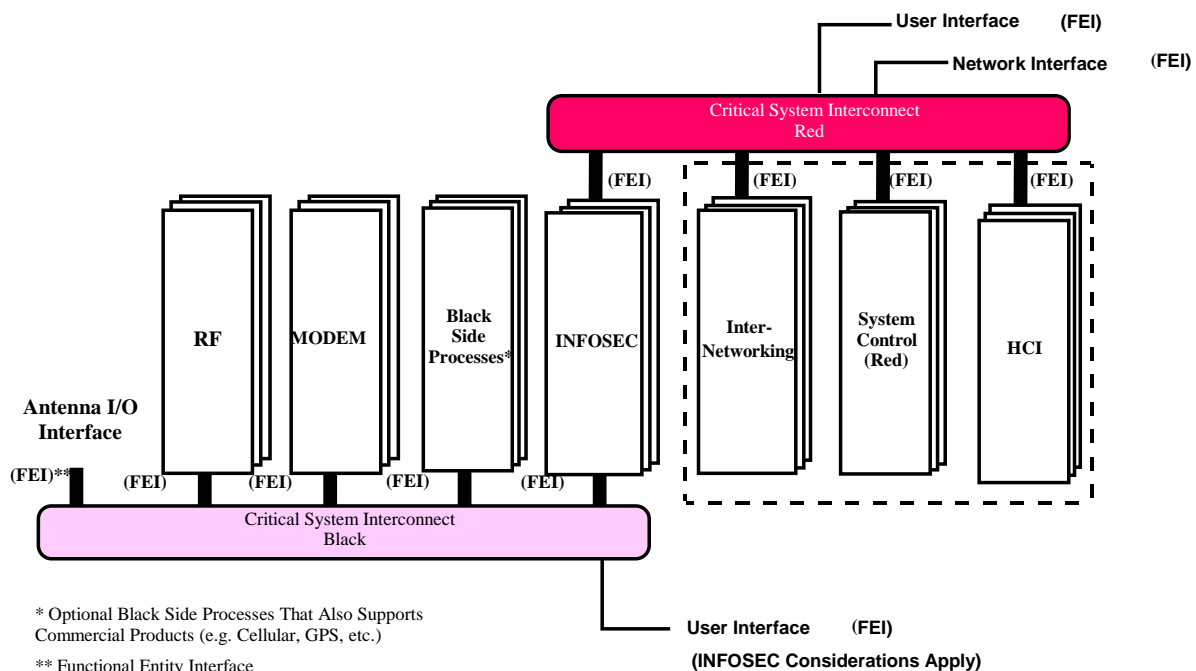 User Interface (FEI)
Network Interface (FEI)
Critical System Interconnect
Red
(FEI) (FEI) (FEI) (FEI)
RF
MODEM
Black
Side
Processes*
INFOSEC
Inter-
Networking
System
Control
(Red)
HCI
Antenna I/O
Interface
(FEI)** (FEI) (FEI) (FEI) (FEI)
Critical System Interconnect
Black
* Optional Black Side Processes That Also Supports
Commercial Products (e.g. Cellular, GPS, etc.)
** Functional Entity Interface
User Interface (FEI)
(INFOSEC Considerations Apply)